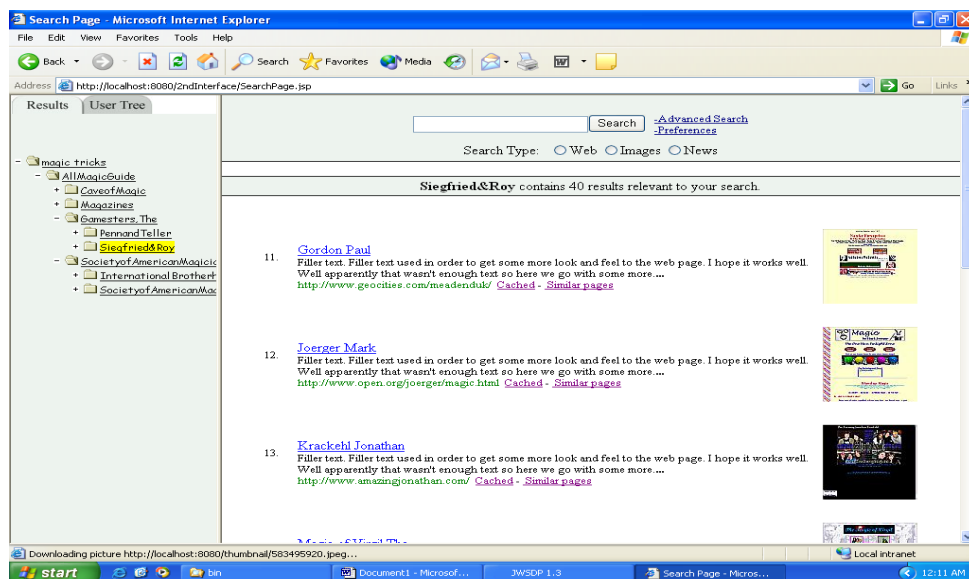 Search Page - Microsoft Internet Explorer
File Edit View Favorites Tools Help
Back Search Favorites Media
Address http://localhost:8080/2ndInterface/SearchPage.jsp Go Links
Results User Tree
Search -Advanced Search
-Preferences
Search Type: Web Images News
magic tricks
AllMagicGuide
CaveofMagic
Magazines
Gamesters,The
PennandTeller
Siegfried&Roy
SocietyofAmericanMagicia
International Brotherh
SocietyofAmericanMag
Siegfried&Roy contains 40 results relevant to your search.
11. Gordon Paul
Filler text. Filler text used in order to get some more look and feel to the web page. I hope it works well.
Well apparently that wasn't enough text so here we go with some more....
http://www.geocities.com/meadenduk/ Cached - Similar pages
12. Joerger Mark
Filler text. Filler text used in order to get some more look and feel to the web page. I hope it works well.
Well apparently that wasn't enough text so here we go with some more....
http://www.open.org/joerger/magic.html Cached - Similar pages
Magic
13. Krackehl Jonathan
Filler text. Filler text used in order to get some more look and feel to the web page. I hope it works well.
Well apparently that wasn't enough text so here we go with some more....
http://www.amazingjonathan.com/ Cached - Similar pages
Magic of Virgil The
Downloading picture http://localhost:8080/thumbnail/583495920.jpeg... Local intranet
start bin Document1 - Microsof... JWSDP 1.3 Search Page - Micros... 12:11 AM